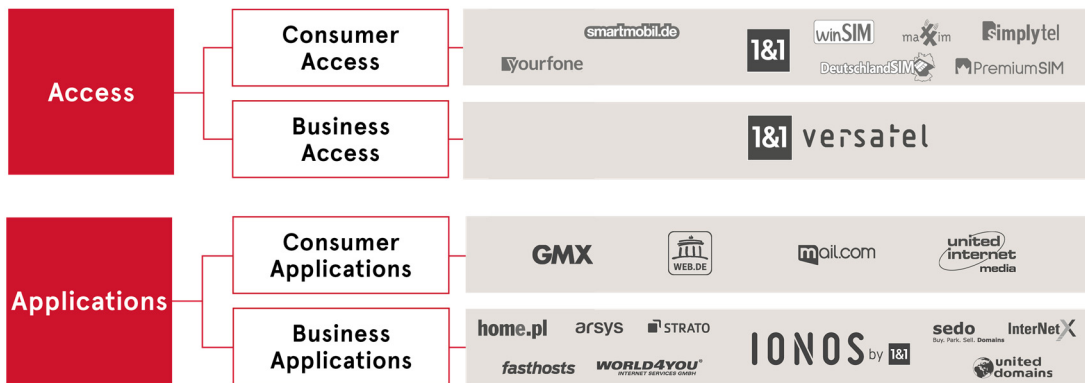 Access
Consumer
Access
smartmobil.de
yourfone
1&1
winSIM
maXXim
simplytel
DeutschlandSIM
PremiumSIM
Business
Access
1&1 versatel
Applications
Consumer
Applications
GMX
WEB.DE
mail.com
united
internet
media
Business
Applications
home.pl
arsys
STRATO
fasthosts
WORLD4YOU®
INTERNET SERVICES GMBH
IONOS by 1&1
sedo
Buy. Park. Sell. Domains
InterNetX
united
domains